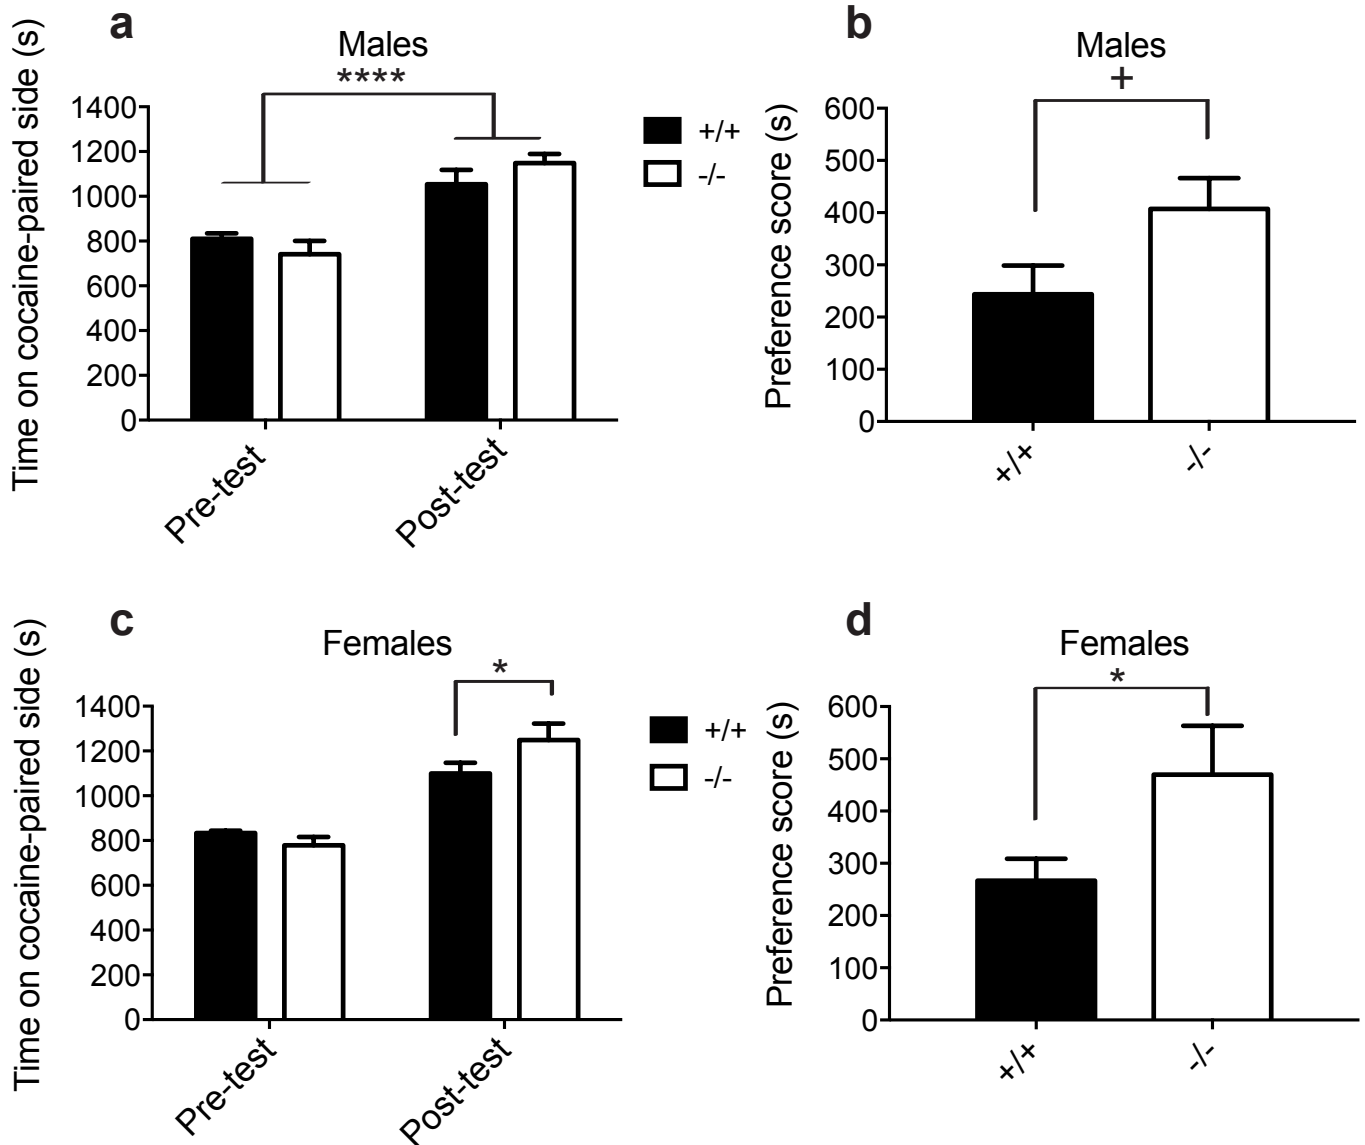 a
Males
****
Time on cocaine-paired side (s)
1400
1200
1000
800
600
400
200
0
Pre-test
Post-test
+/+
-/-
b
Males
+
Preference score (s)
600
500
400
300
200
100
0
+/+
-/-
c
Females
*
Time on cocaine-paired side (s)
1400
1200
1000
800
600
400
200
0
Pre-test
Post-test
+/+
-/-
d
Females
*
Preference score (s)
600
500
400
300
200
100
0
+/+
-/-